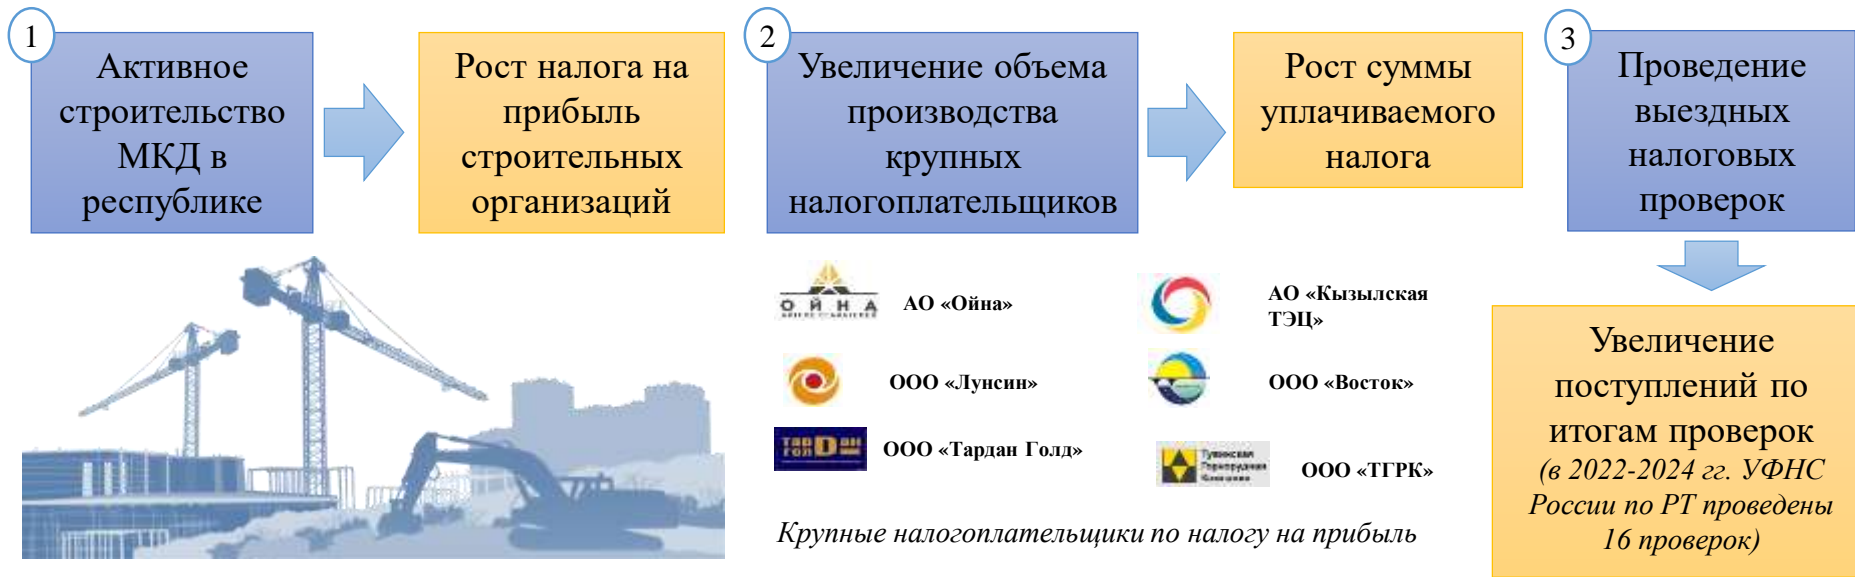 1
Активное
строительство
МКД в
республике
Рост налога на
прибыль
строительных
организаций
2
Увеличение объема
производства
крупных
налогоплательщиков
Рост суммы
уплачиваемого
налога
3
Проведение
выездных
налоговых
проверок
ОЙНА
АО «Ойна»
АО «Кызылская
ТЭЦ»
ООО «Лунсин»
ООО «Восток»
ООО «Тардан Голд»
Тувинская
Горнорудная
Компания
ООО «ТГРК»
Крупные налогоплательщики по налогу на прибыль
Увеличение
поступлений по
итогам проверок
(в 2022-2024 гг. УФНС
России по РТ проведены
16 проверок)